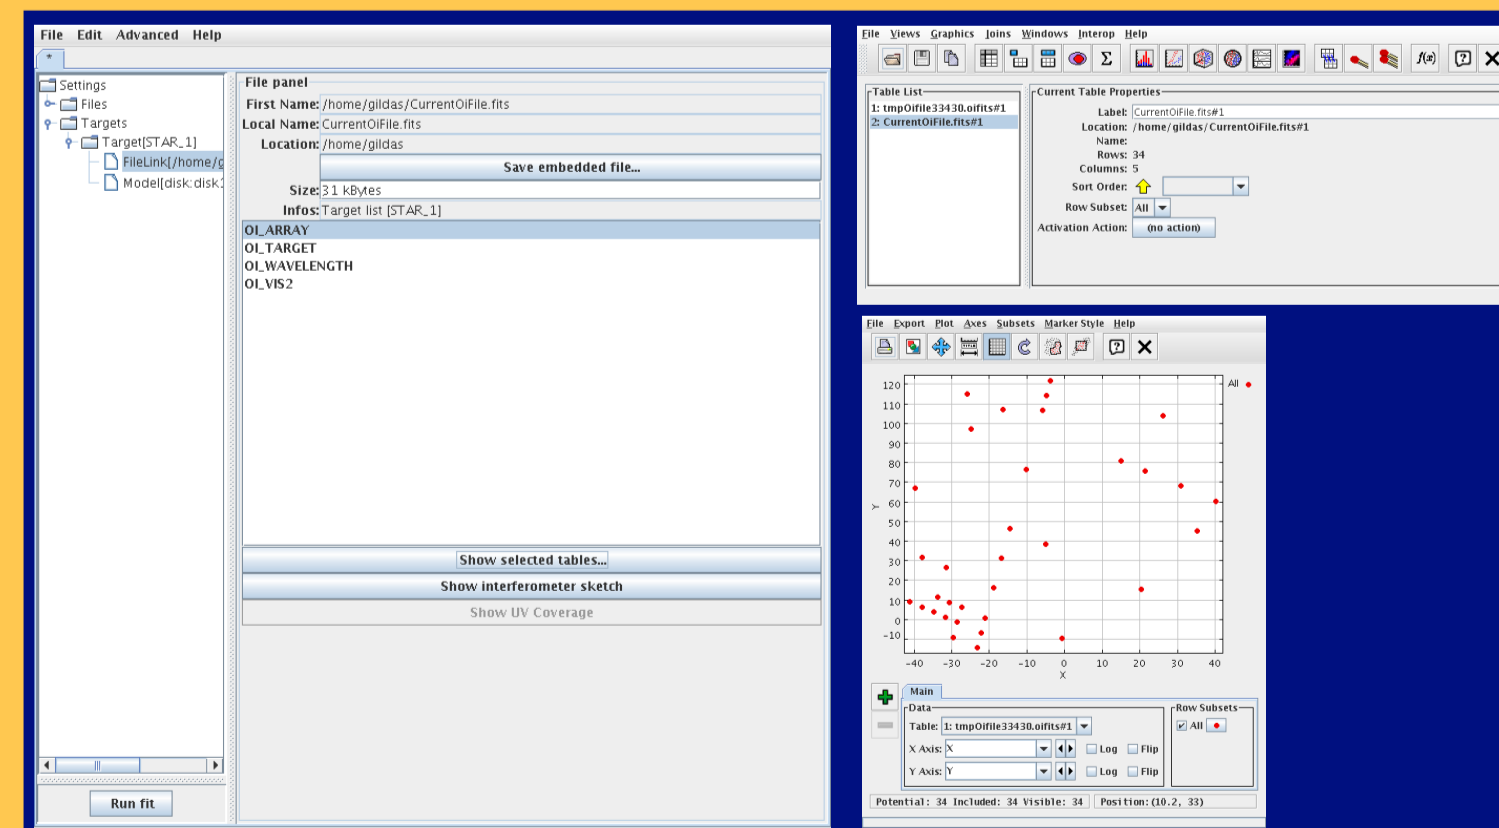 File Edit Advanced Help
*
Settings
Files
Targets
Target[STAR_1]
FileLink[/home/g
Model[disk:disk1
Run fit
File panel
First Name: /home/gildas/CurrentOiFile.fits
Local Name: CurrentOiFile.fits
Location: /home/gildas
Save embedded file...
Size: 31 kBytes
Infos: Target list [STAR_1]
OI_ARRAY
OI_TARGET
OI_WAVELENGTH
OI_VIS2
Show selected tables...
Show interferometer sketch
Show UV Coverage
File Views Graphics Joins Windows Interop Help
Σ f(x) ?
Table List
1: tmpOifile33430.oifits#1
2: CurrentOiFile.fits#1
Current Table Properties
Label: CurrentOiFile.fits#1
Location: /home/gildas/CurrentOiFile.fits#1
Name:
Rows: 34
Columns: 5
Sort Order:
Row Subset: All
Activation Action: (no action)
File Export Plot Axes Subsets Marker Style Help
?
All
120
110
100
90
80
70
60
50
40
30
20
10
0
-10
Y
-40 -30 -20 -10 0 10 20 30 40
X
Main
Data
Table: 1: tmpOifile33430.oifits#1
X Axis: X Log Flip
Y Axis: Y Log Flip
Row Subsets
All
Potential: 34 Included: 34 Visible: 34 Position: (10.2, 33)